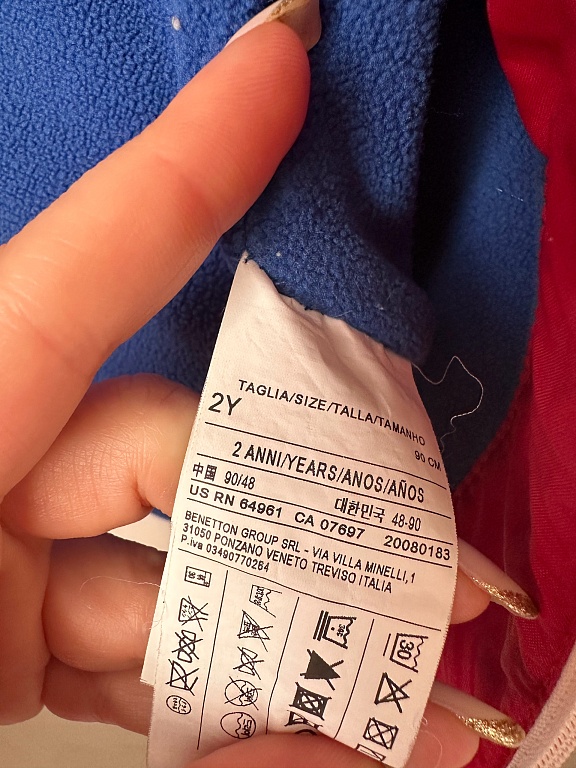 TAGLIA/SIZE/TALLA/TAMANHO
2Y 90 CM
2 ANNI/YEARS/ANOS/AÑOS
中国 90/48 대한민국 48-90
US RN 64961 CA 07697 20080183
BENETTON GROUP SRL - VIA VILLA MINELLI,1
31050 PONZANO VENETO TREVISO ITALIA
P.iva 03490770264
30